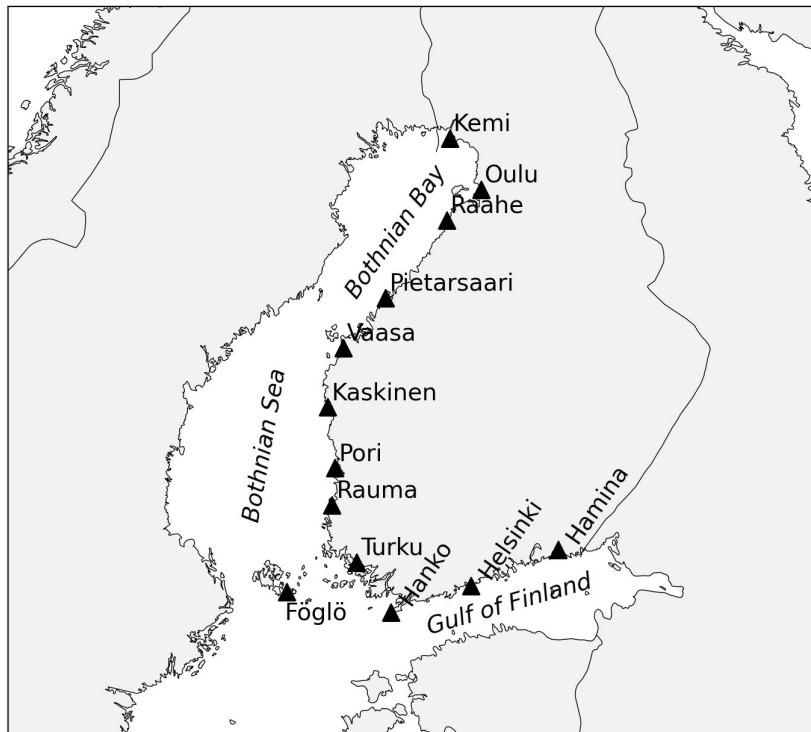 Kemi
Oulu
Raahe
Bothnian Bay
Pietarsaari
Vaasa
Kaskinen
Bothnian Sea
Pori
Rauma
Turku
Hanko
Helsinki
Hamina
Föglö
Gulf of Finland